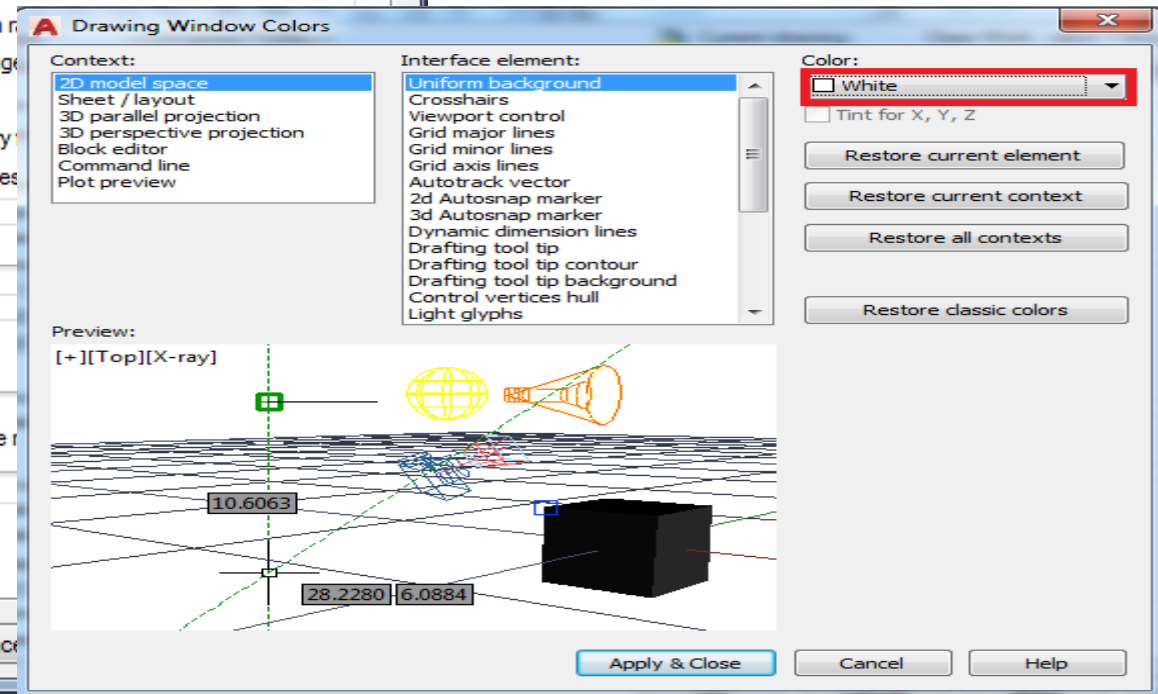 Drawing Window Colors
Context:
2D model space
Sheet / layout
3D parallel projection
3D perspective projection
Block editor
Command line
Plot preview
Interface element:
Uniform background
Crosshairs
Viewport control
Grid major lines
Grid minor lines
Grid axis lines
Autotrack vector
2d Autosnap marker
3d Autosnap marker
Dynamic dimension lines
Drafting tool tip
Drafting tool tip contour
Drafting tool tip background
Control vertices hull
Light glyphs
Color:
White
Tint for X, Y, Z
Restore current element
Restore current context
Restore all contexts
Restore classic colors
Preview:
[+][Top][X-ray]
10.6063
28.2280 6.0884
Apply & Close
Cancel
Help